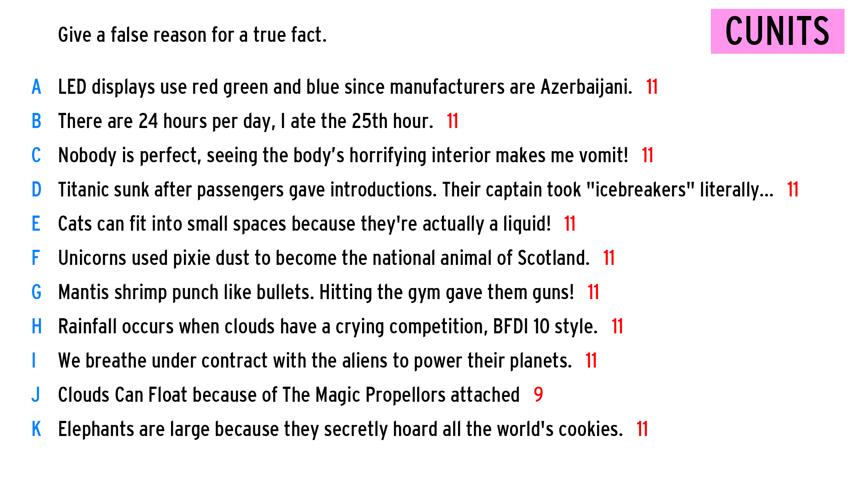 Give a false reason for a true fact.
CUNITS
A LED displays use red green and blue since manufacturers are Azerbaijani. 11
B There are 24 hours per day, I ate the 25th hour. 11
C Nobody is perfect, seeing the body's horrifying interior makes me vomit! 11
D Titanic sunk after passengers gave introductions. Their captain took "icebreakers" literally... 11
E Cats can fit into small spaces because they're actually a liquid! 11
F Unicorns used pixie dust to become the national animal of Scotland. 11
G Mantis shrimp punch like bullets. Hitting the gym gave them guns! 11
H Rainfall occurs when clouds have a crying competition, BFDI 10 style. 11
I We breathe under contract with the aliens to power their planets. 11
J Clouds Can Float because of The Magic Propellors attached 9
K Elephants are large because they secretly hoard all the world's cookies. 11